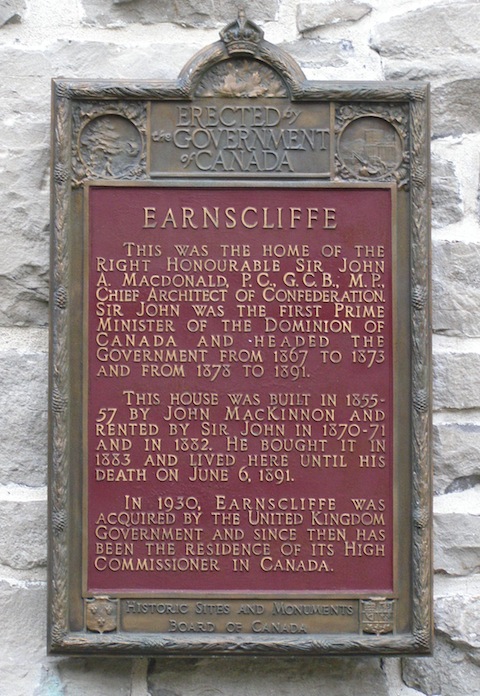 ERECTED by
the GOVERNMENT
of CANADA
EARNSCLIFFE
THIS WAS THE HOME OF THE
RIGHT HONOURABLE SIR JOHN
A. MACDONALD, P.C., G.C.B., M.P.,
CHIEF ARCHITECT OF CONFEDERATION.
SIR JOHN WAS THE FIRST PRIME
MINISTER OF THE DOMINION OF
CANADA AND HEADED THE
GOVERNMENT FROM 1867 TO 1873
AND FROM 1878 TO 1891.
THIS HOUSE WAS BUILT IN 1855-
57 BY JOHN MACKINNON AND
RENTED BY SIR JOHN IN 1870-71
AND IN 1882. HE BOUGHT IT IN
1883 AND LIVED HERE UNTIL HIS
DEATH ON JUNE 6, 1891.
IN 1930, EARNSCLIFFE WAS
ACQUIRED BY THE UNITED KINGDOM
GOVERNMENT AND SINCE THEN HAS
BEEN THE RESIDENCE OF ITS HIGH
COMMISSIONER IN CANADA.
HISTORIC SITES AND MONUMENTS
BOARD OF CANADA